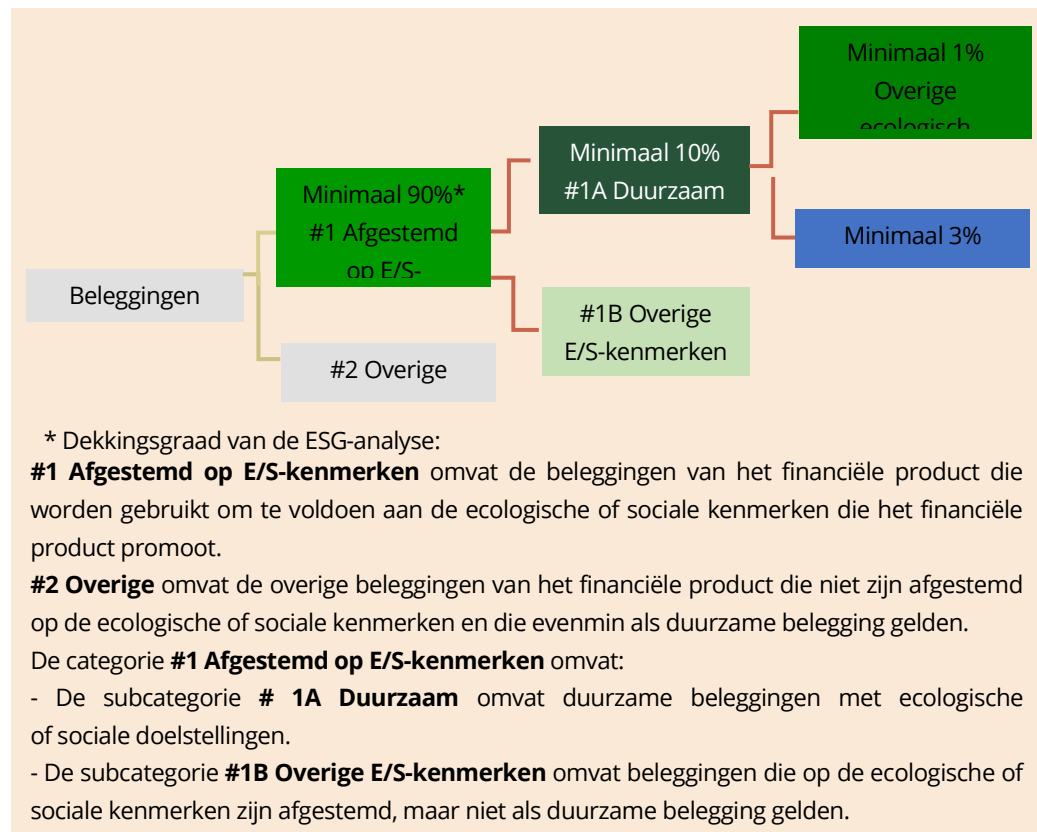 Minimaal 1%
Overige
ecologisch
Minimaal 10%
#1A Duurzaam
Minimaal 90%*
#1 Afgestemd
op E/S-
Minimaal 3%
Beleggingen
#1B Overige
E/S-kenmerken
#2 Overige
* Dekkingsgraad van de ESG-analyse:
#1 Afgestemd op E/S-kenmerken omvat de beleggingen van het financiële product die
worden gebruikt om te voldoen aan de ecologische of sociale kenmerken die het financiële
product promoot.
#2 Overige omvat de overige beleggingen van het financiële product die niet zijn afgestemd
op de ecologische of sociale kenmerken en die evenmin als duurzame belegging gelden.
De categorie #1 Afgestemd op E/S-kenmerken omvat:
- De subcategorie # 1A Duurzaam omvat duurzame beleggingen met ecologische
of sociale doelstellingen.
- De subcategorie #1B Overige E/S-kenmerken omvat beleggingen die op de ecologische of
sociale kenmerken zijn afgestemd, maar niet als duurzame belegging gelden.